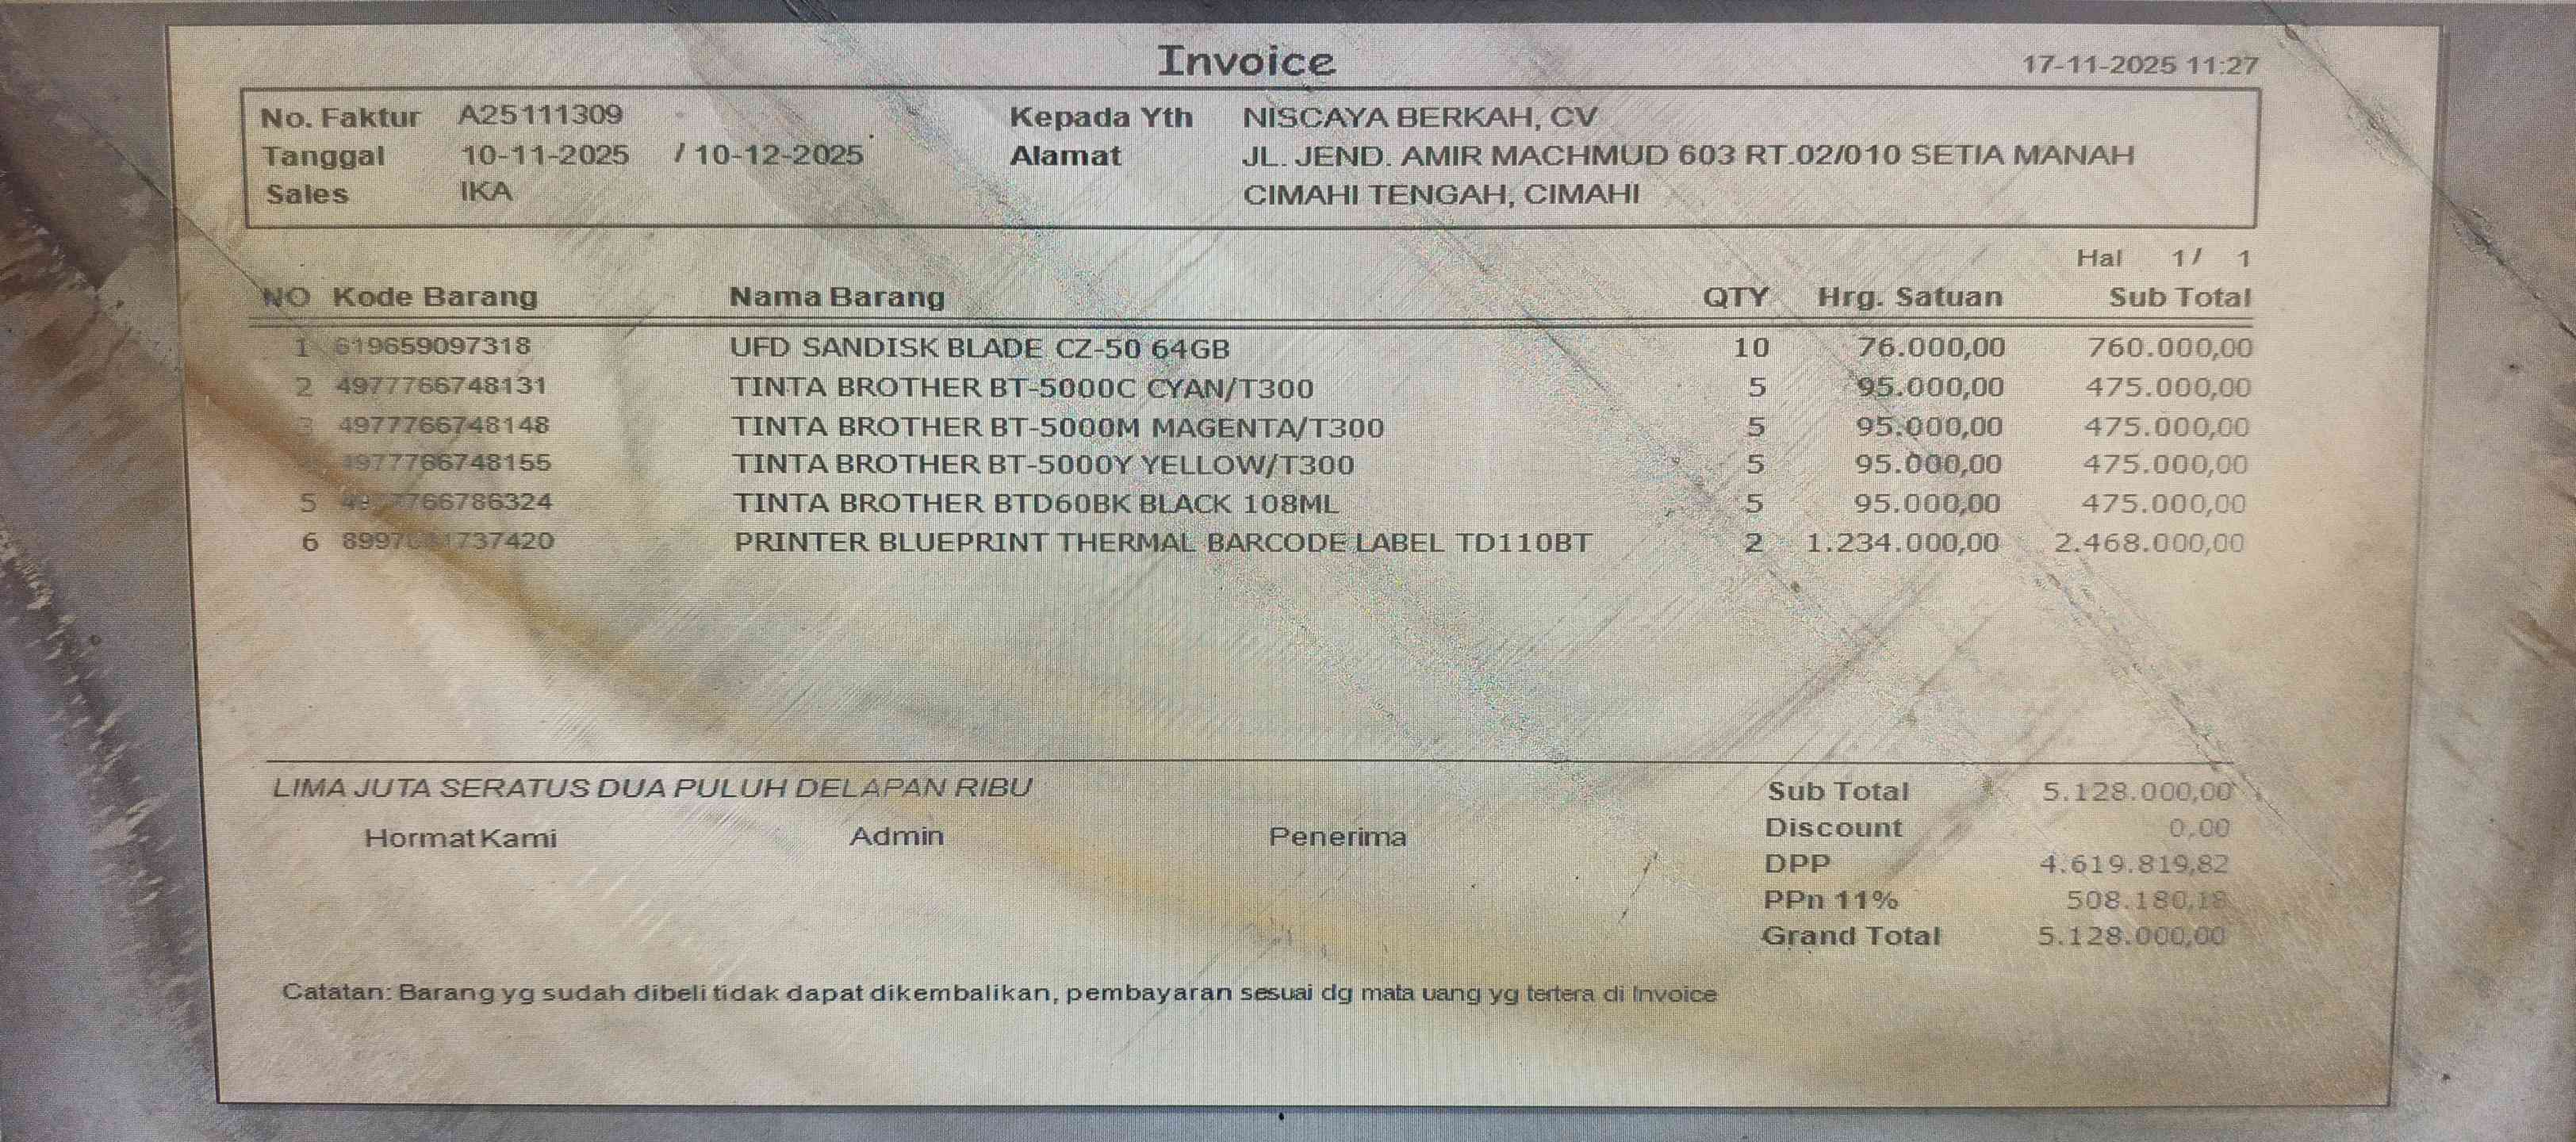 Invoice
17-11-2025 11:27
No. Faktur A25111309 Kepada Yth NISCAYA BERKAH, CV
Tanggal 10-11-2025 / 10-12-2025 Alamat JL. JEND. AMIR MACHMUD 603 RT.02/010 SETIA MANAH
Sales IKA CIMAHI TENGAH, CIMAHI
Hal 1/ 1
NO Kode Barang Nama Barang QTY Hrg. Satuan Sub Total
1 619659097318 UFD SANDISK BLADE CZ-50 64GB 10 76.000,00 760.000,00
2 4977766748131 TINTA BROTHER BT-5000C CYAN/T300 5 95.000,00 475.000,00
3 4977766748148 TINTA BROTHER BT-5000M MAGENTA/T300 5 95.000,00 475.000,00
4977766748155 TINTA BROTHER BT-5000Y YELLOW/T300 5 95.000,00 475.000,00
5 TINTA BROTHER BTD60BK BLACK 108ML 5 95.000,00 475.000,00
6 PRINTER BLUEPRINT THERMAL BARCODE LABEL TD110BT 2 1.234.000,00 2.468.000,00
LIMA JUTA SERATUS DUA PULUH DELAPAN RIBU
Hormat Kami Admin Penerima
Sub Total 5.128.000,00
Discount 0,00
DPP 4.619.819,82
PPn 11% 508.180,18
Grand Total 5.128.000,00
Catatan: Barang yg sudah dibeli tidak dapat dikembalikan, pembayaran sesuai dg mata uang yg tertera di Invoice